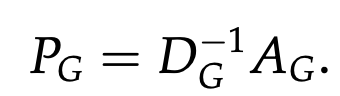 P_G = D_G^{-1} A_G.